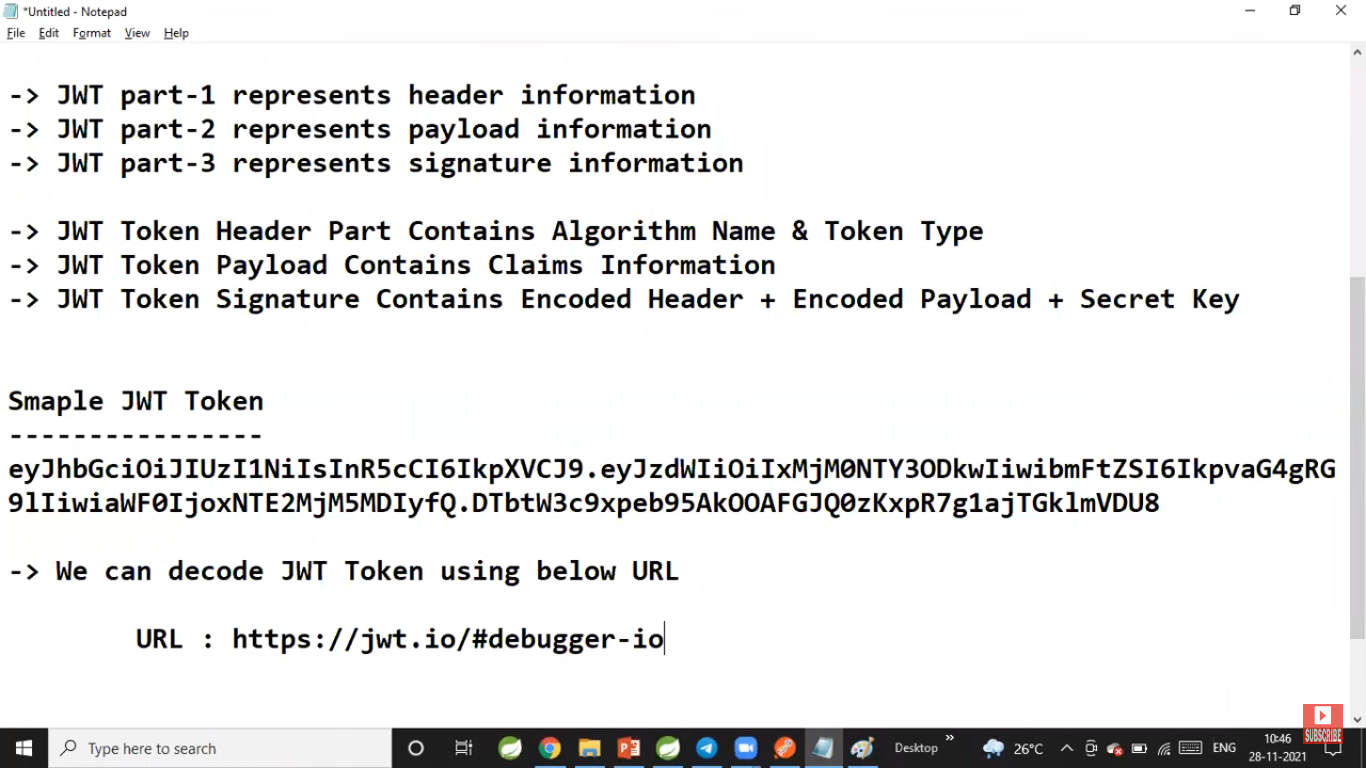 *Untitled - Notepad
File Edit Format View Help
-> JWT part-1 represents header information
-> JWT part-2 represents payload information
-> JWT part-3 represents signature information
-> JWT Token Header Part Contains Algorithm Name & Token Type
-> JWT Token Payload Contains Claims Information
-> JWT Token Signature Contains Encoded Header + Encoded Payload + Secret Key
Smaple JWT Token
----------------
eyJhbGciOiJIUzI1NiIsInR5cCI6IkpXVCJ9.eyJzdWIiOiIxMjM0NTY3ODkwIiwibmFtZSI6IkpvaG4gRG
9lIiwiaWF0IjoxNTE2MjM5MDIyfQ.DTbtW3c9xpeb95AkOOAFGJQ0zKxpR7g1ajTGklmVDU8
-> We can decode JWT Token using below URL
URL : https://jwt.io/#debugger-io
SUBSCRIBE
Type here to search
Desktop
26°C
ENG
10:46
28-11-2021